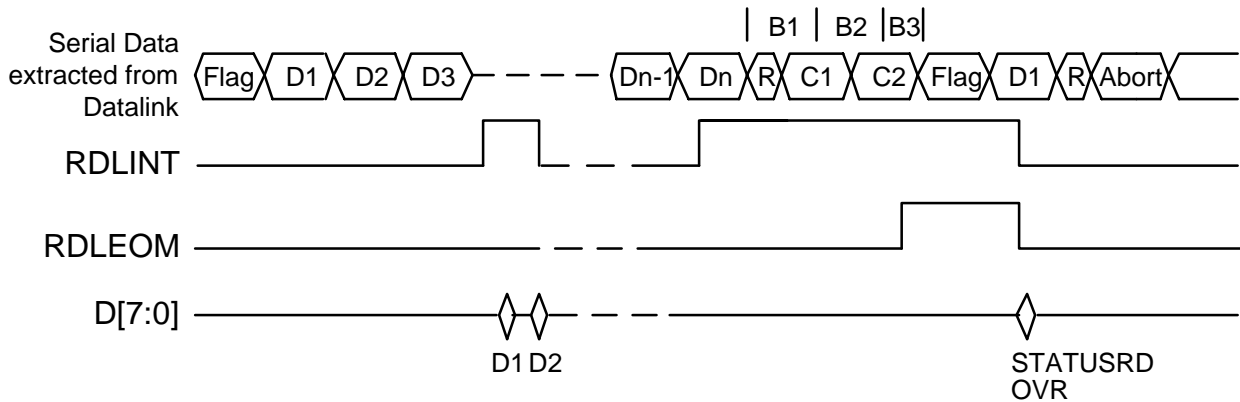 B1 B2 B3
Serial Data
extracted from
Datalink
Flag D1 D2 D3 Dn-1 Dn R C1 C2 Flag D1 R Abort
RDLINT
RDLEOM
D[7:0]
D1 D2 STATUSRD
OVR